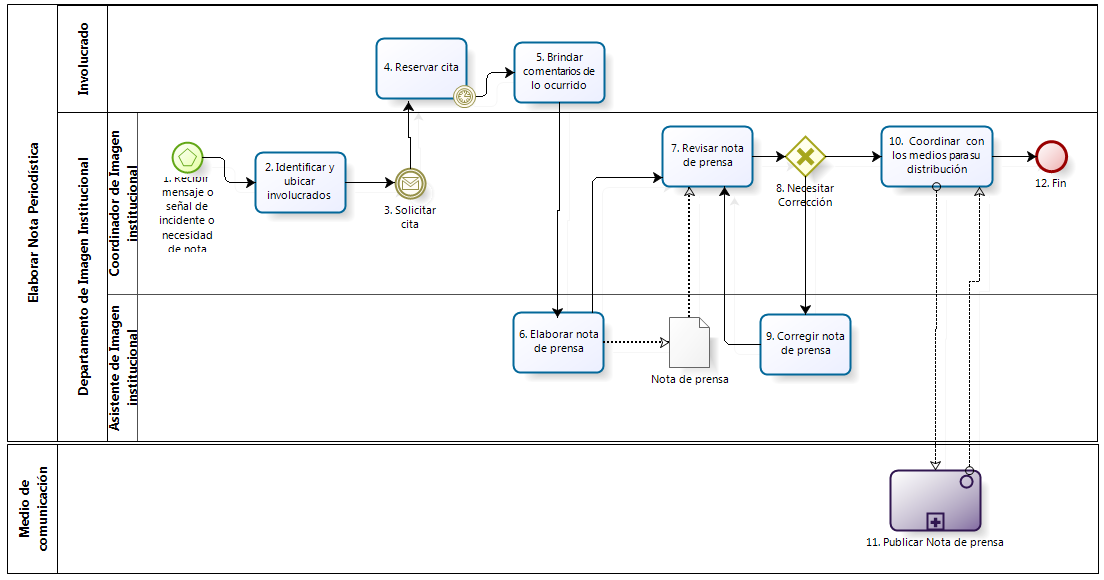 Elaborar Nota Periodística
Involucrado
Departamento de Imagen Institucional
Coordinador de Imagen
institucional
Asistente de Imagen
institucional
4. Reservar cita
5. Brindar
comentarios de
lo ocurrido
1. Recibir
mensaje o
señal de
incidente o
necesidad
de nota
2. Identificar y
ubicar
involucrados
3. Solicitar
cita
7. Revisar nota
de prensa
8. Necesitar
Corrección
10. Coordinar con
los medios para su
distribución
12. Fin
6. Elaborar nota
de prensa
Nota de prensa
9. Corregir nota
de prensa
Medio de
comunicación
11. Publicar Nota de prensa